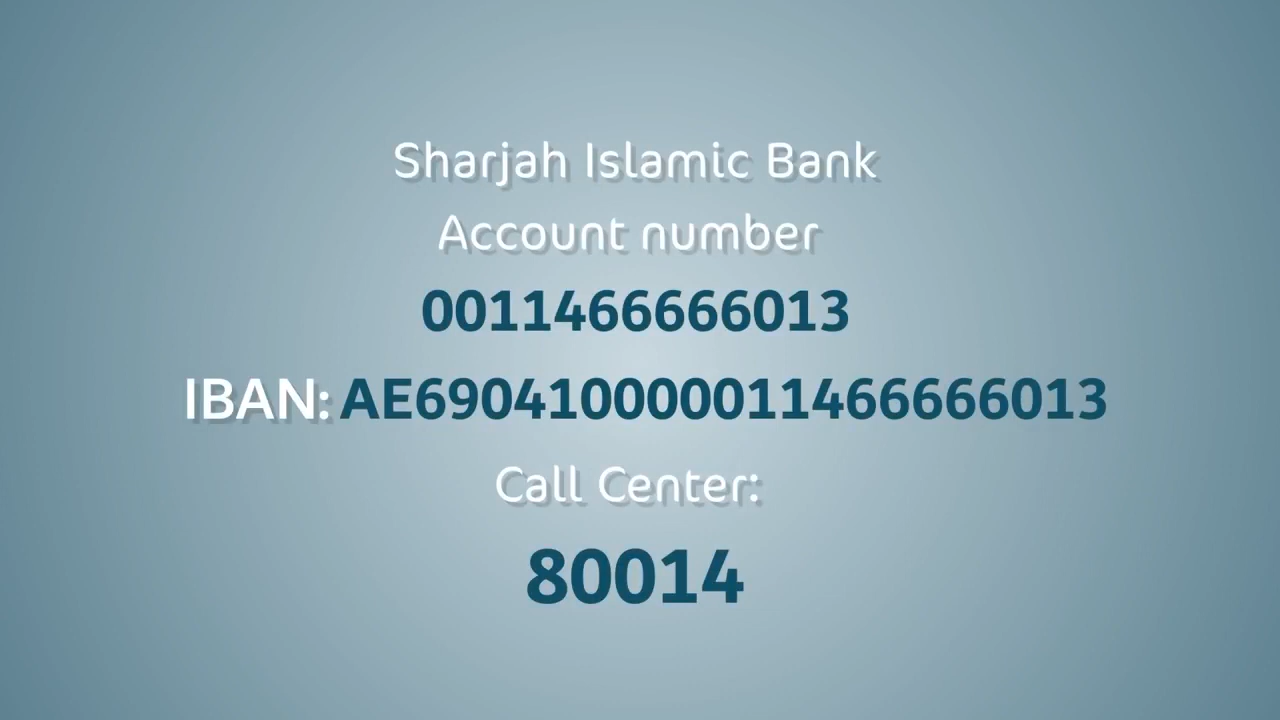 Sharjah Islamic Bank
Account number
0011466666013
IBAN: AE690410000011466666013
Call Center:
80014